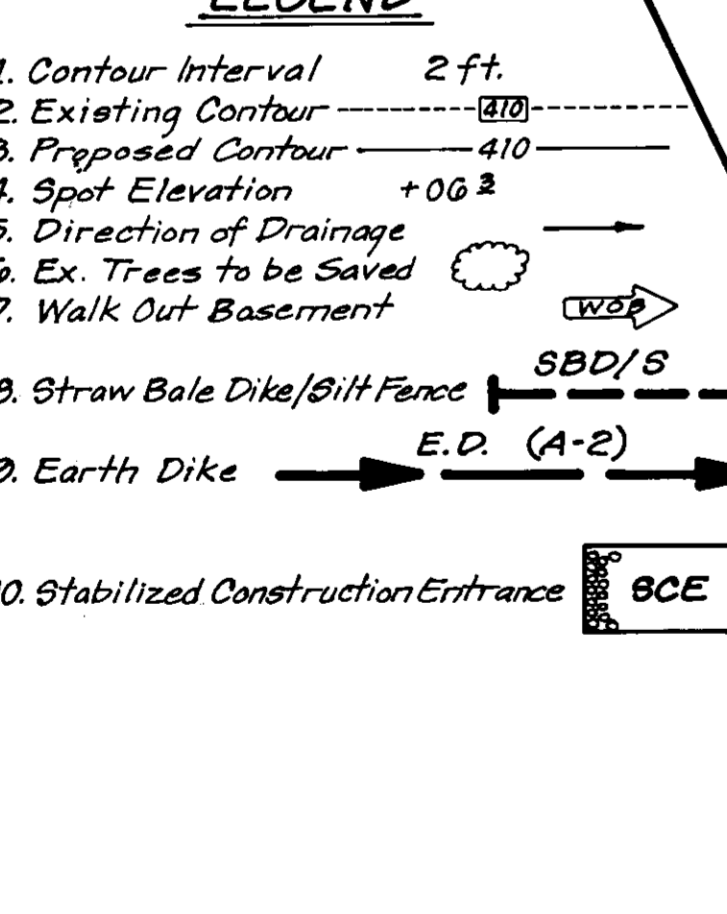 LEGEND
1. Contour Interval 2 ft.
2. Existing Contour 410
3. Proposed Contour 410
4. Spot Elevation +06 3
5. Direction of Drainage
6. Ex. Trees to be Saved
7. Walk Out Basement WOB
8. Straw Bale Dike/Silt Fence SBD/S
9. Earth Dike E.D. (A-2)
10. Stabilized Construction Entrance SCE